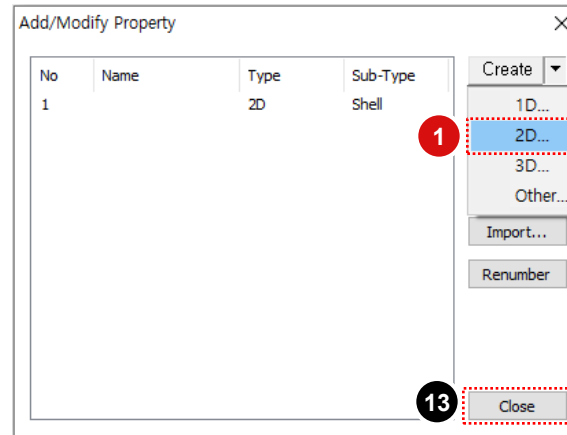 Add/Modify Property
No Name Type Sub-Type
1 2D Shell
Create
1D...
1 2D...
3D...
Other...
Import...
Renumber
13 Close